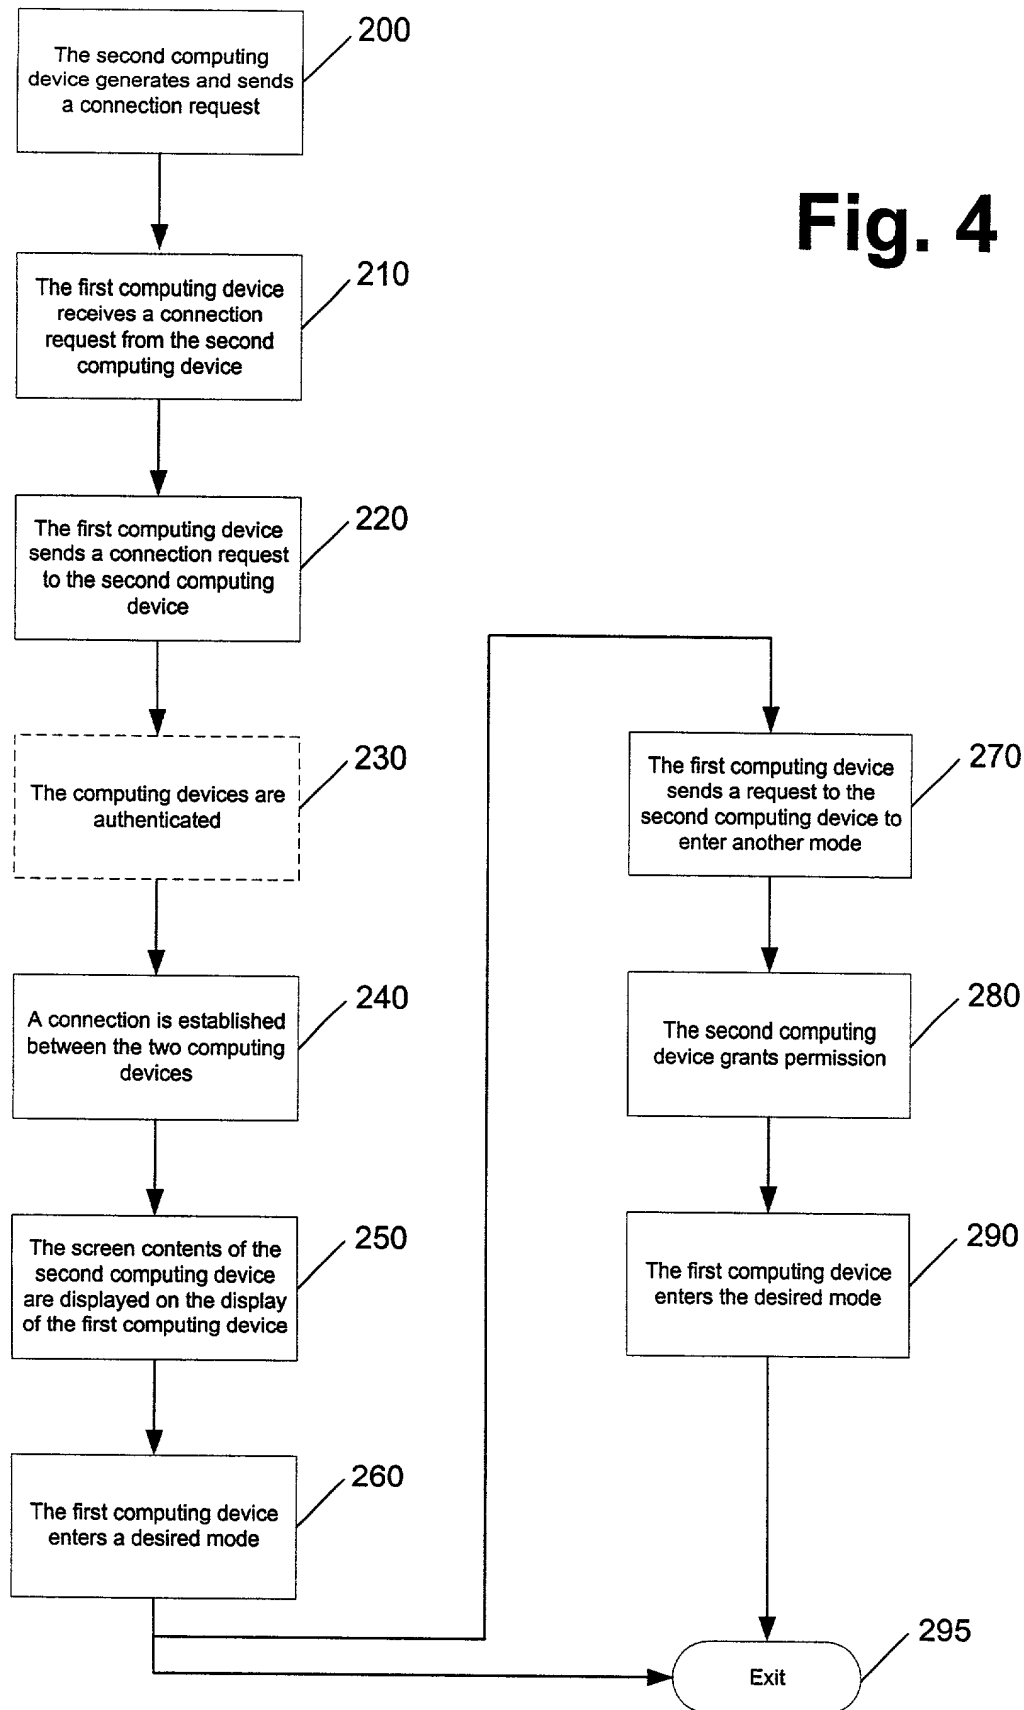 The second computing
device generates and sends
a connection request
200
Fig. 4
The first computing device
receives a connection
request from the second
computing device
210
The first computing device
sends a connection request
to the second computing
device
220
The computing devices are
authenticated
230
A connection is established
between the two computing
devices
240
The screen contents of the
second computing device
are displayed on the display
of the first computing device
250
The first computing device
enters a desired mode
260
The first computing device
sends a request to the
second computing device to
enter another mode
270
The second computing
device grants permission
280
The first computing device
enters the desired mode
290
Exit
295